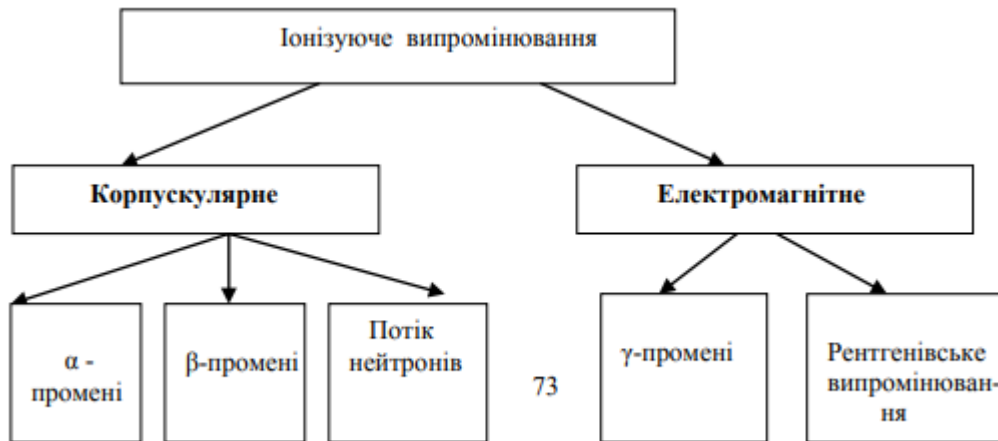 Іонізуюче випромінювання
Корпускулярне
Електромагнітне
α -
промені
β-промені
Потік
нейтронів
73
γ-промені
Рентгенівське
випромінюван-
ня